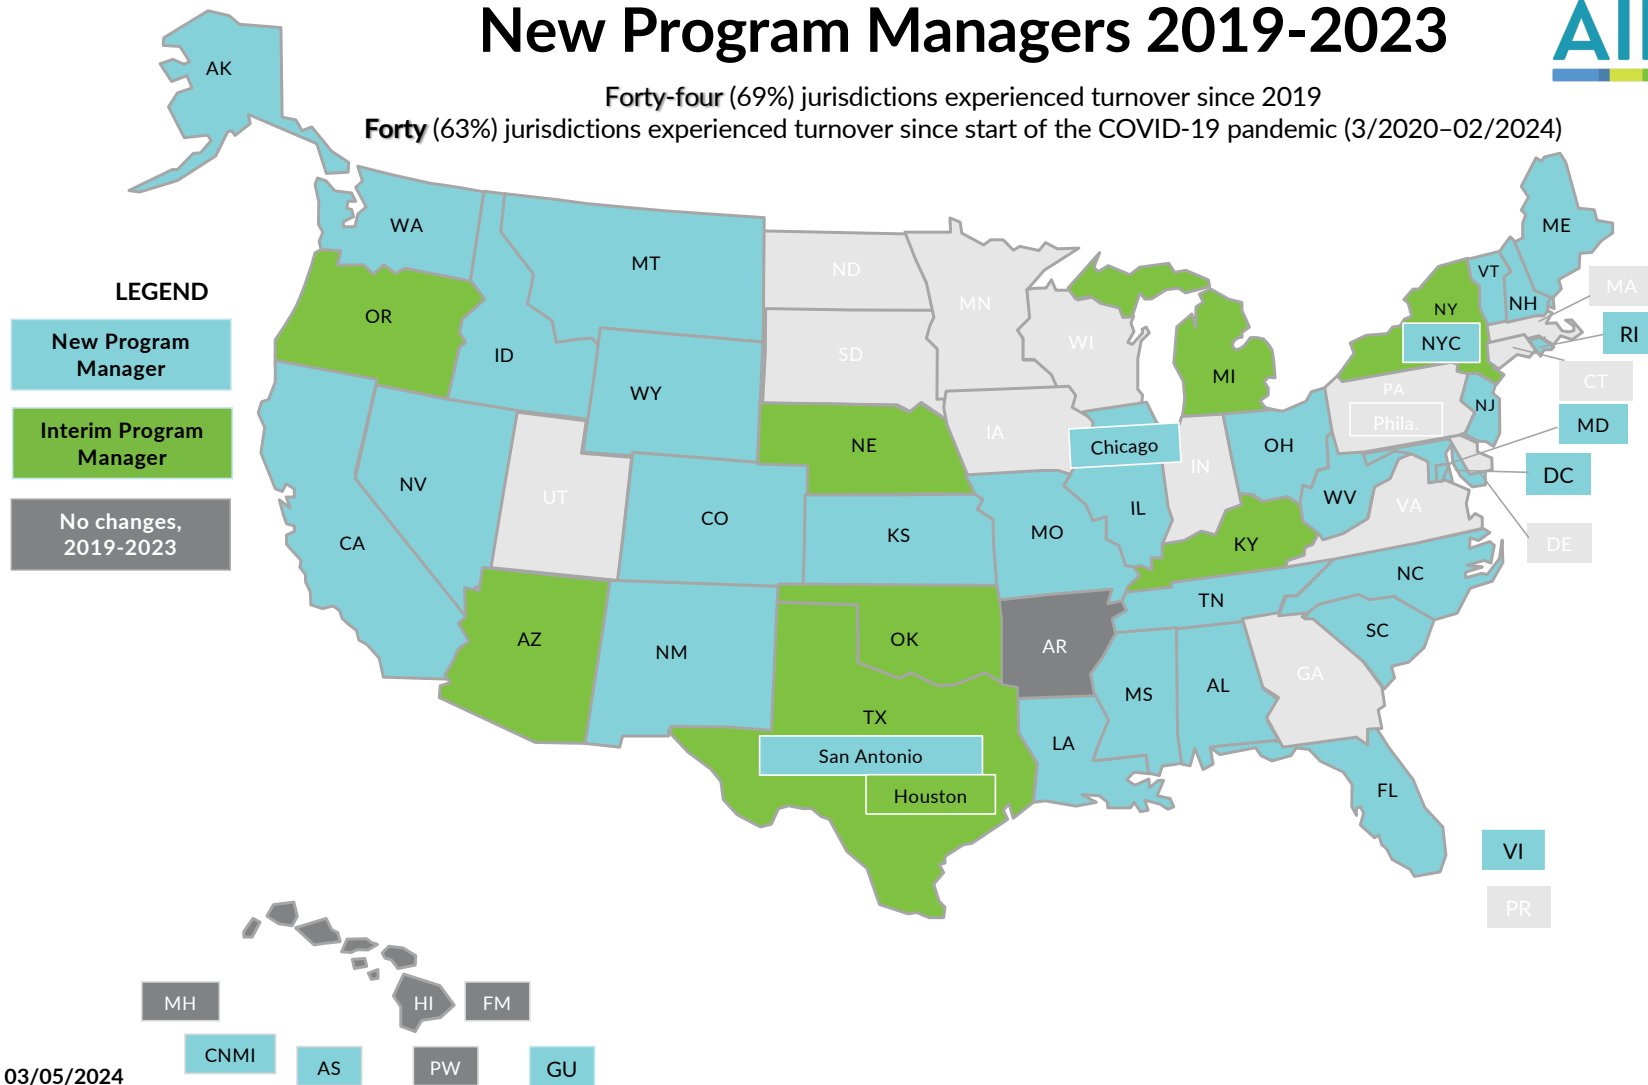 New Program Managers 2019-2023
Forty-four (69%) jurisdictions experienced turnover since 2019
Forty (63%) jurisdictions experienced turnover since start of the COVID-19 pandemic (3/2020–02/2024)
AK
WA
MT
ND
MN
ME
VT
NH
MA
LEGEND
New Program
Manager
Interim Program
Manager
No changes,
2019-2023
OR
ID
WY
SD
WI
MI
NY
NYC
RI
CT
PA
Phila.
NJ
MD
NE
IA
Chicago
IN
OH
DC
NV
UT
CO
KS
MO
IL
WV
VA
DE
CA
KY
NC
TN
AZ
NM
OK
AR
SC
MS
AL
GA
TX
LA
San Antonio
Houston
FL
VI
PR
MH
HI
FM
CNMI
AS
PW
GU
03/05/2024